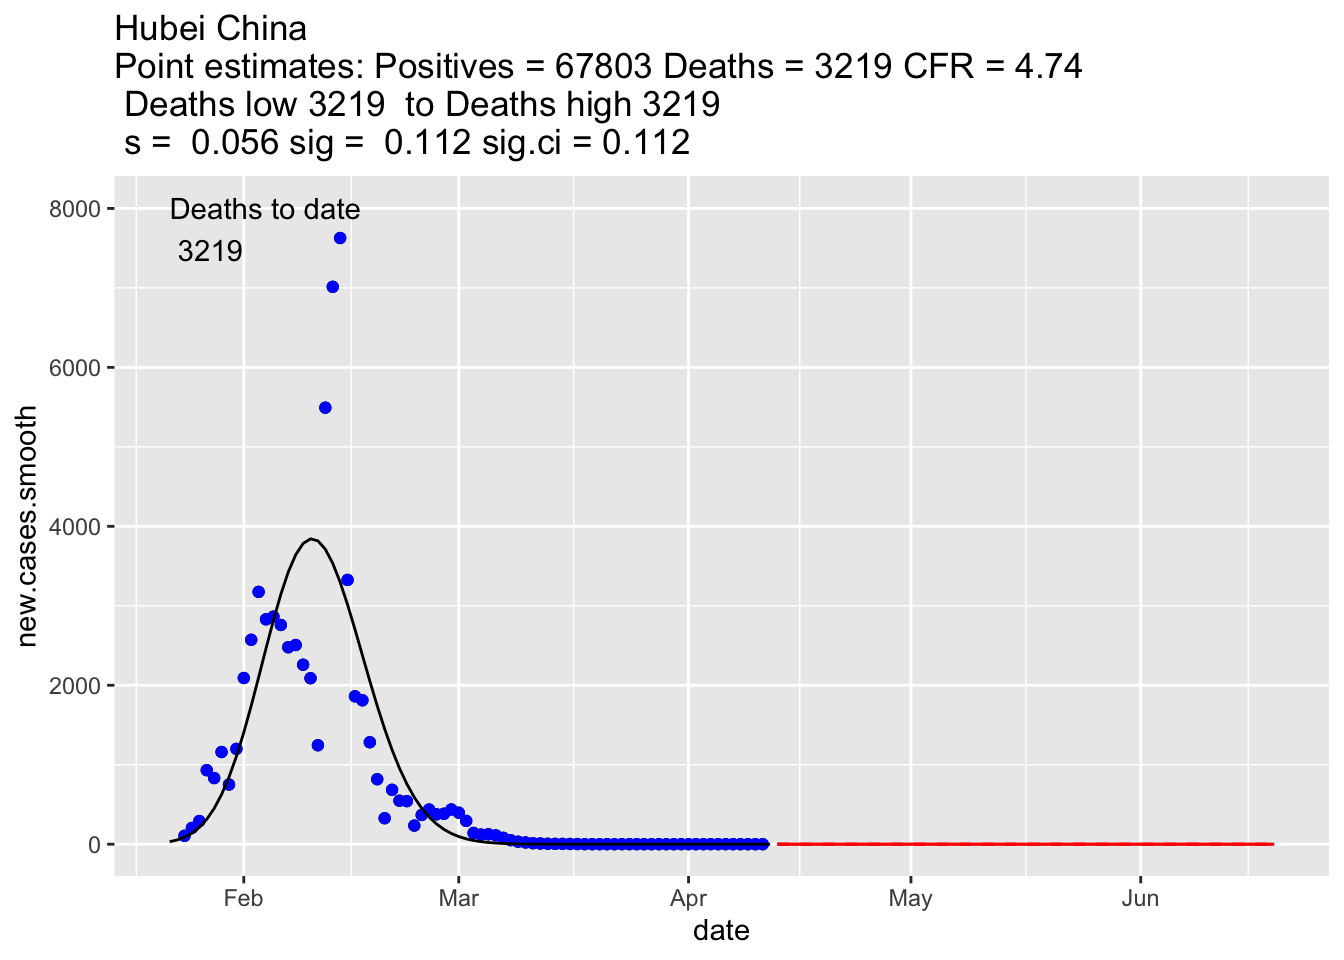 Hubei China
Point estimates: Positives = 67803 Deaths = 3219 CFR = 4.74
Deaths low 3219  to Deaths high 3219
s =  0.056 sig =  0.112 sig.ci = 0.112
Deaths to date
3219
8000
6000
4000
2000
0
new.cases.smooth
Feb Mar Apr May Jun
date